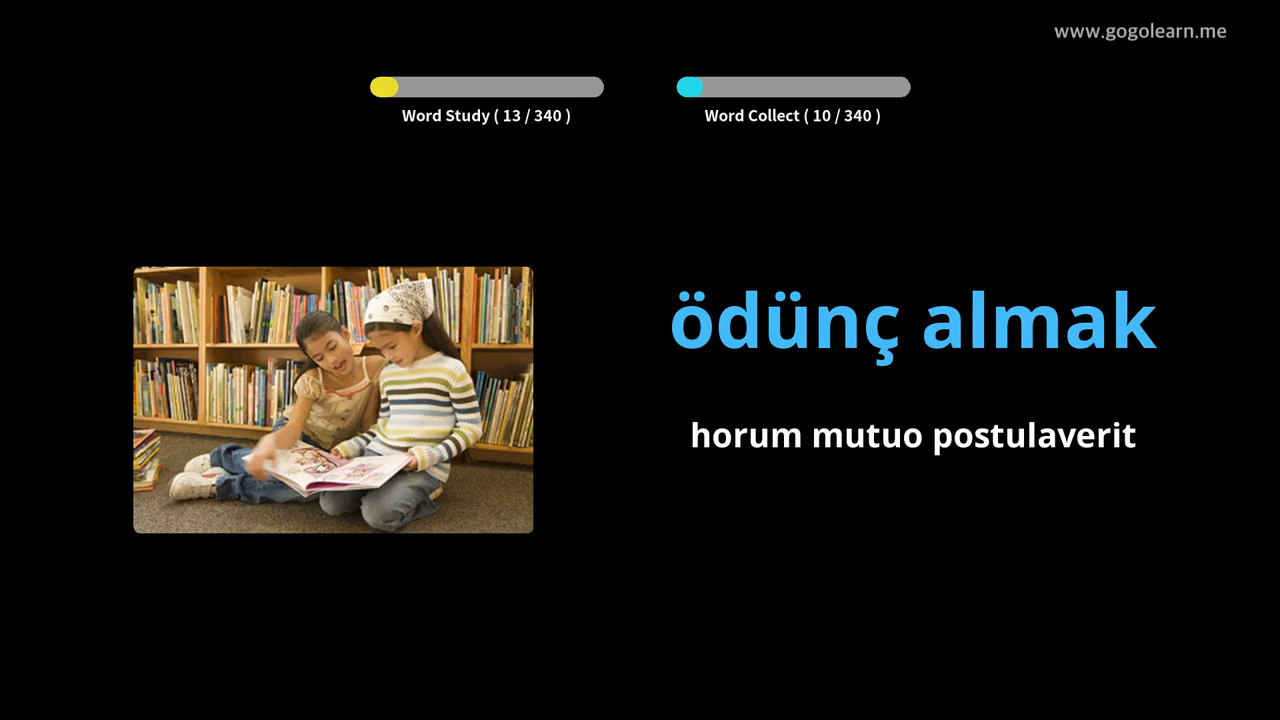 www.gogolearn.me
Word Study ( 13 / 340 )
Word Collect ( 10 / 340 )
ödünç almak
horum mutuo postulaverit